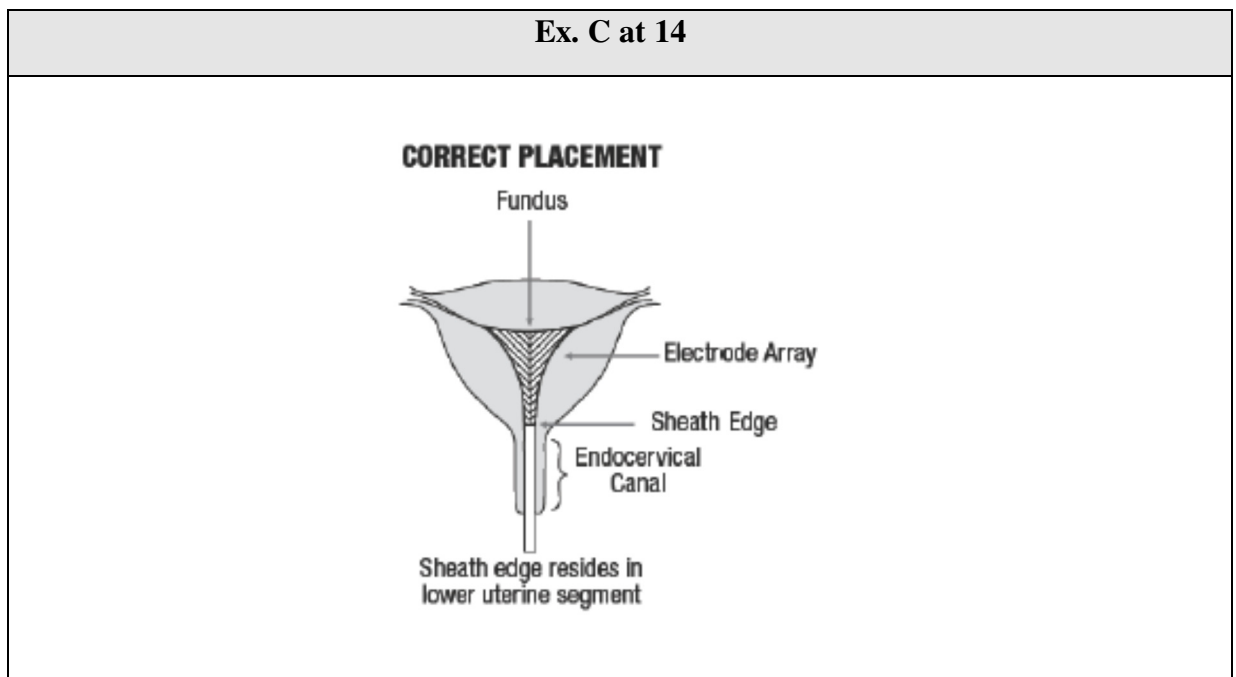 Ex. C at 14
CORRECT PLACEMENT
Fundus
Electrode Array
Sheath Edge
Endocervical
Canal
Sheath edge resides in
lower uterine segment